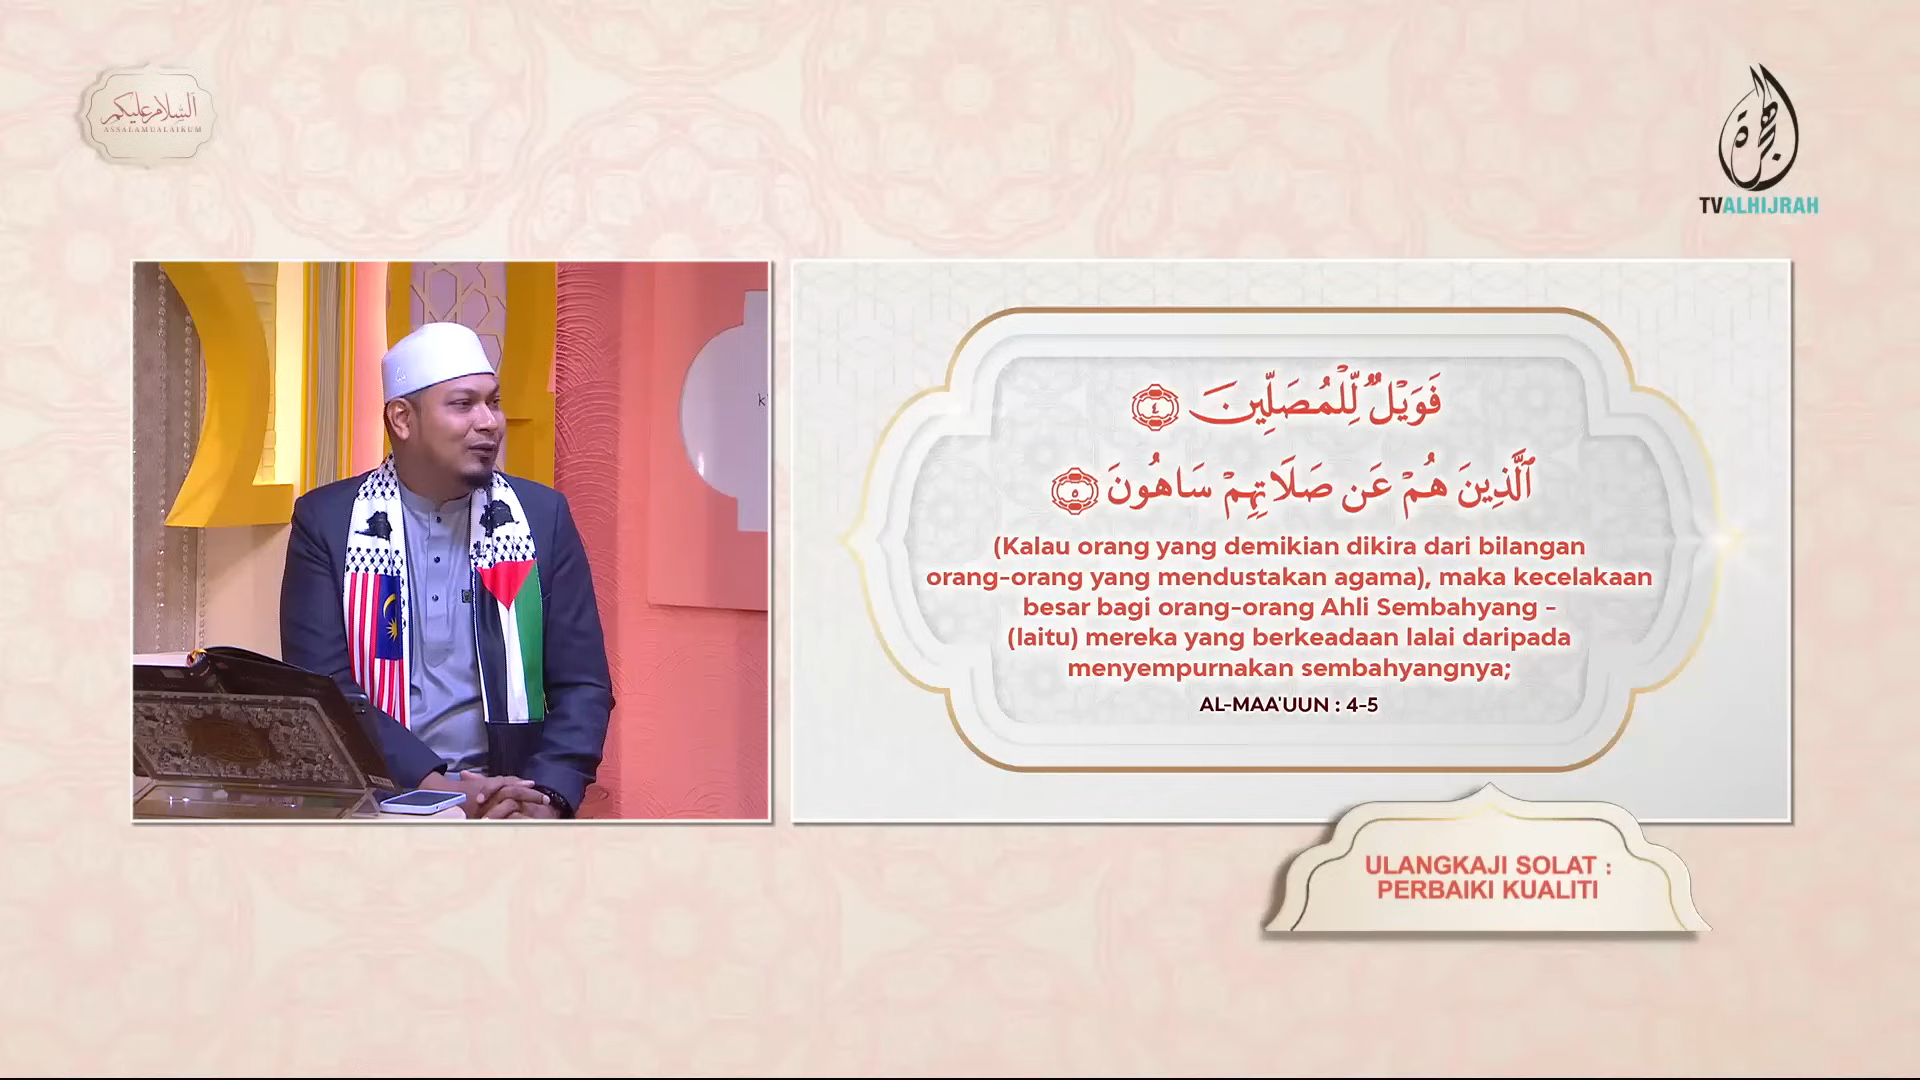 السلام عليكم
ASSALAMUALAIKUM
الهجرة
TVALHIJRAH
فَوَيْلٌ لِّلْمُصَلِّينَ ٤
ٱلَّذِينَ هُمْ عَن صَلَاتِهِمْ سَاهُونَ ٥
(Kalau orang yang demikian dikira dari bilangan
orang-orang yang mendustakan agama), maka kecelakaan
besar bagi orang-orang Ahli Sembahyang -
(laitu) mereka yang berkeadaan lalai daripada
menyempurnakan sembahyangnya;
AL-MAA'UUN : 4-5
ULANGKAJI SOLAT :
PERBAIKI KUALITI